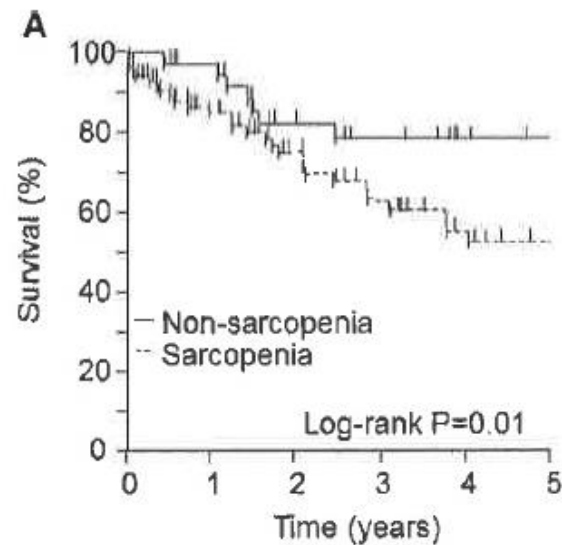 A
100
80
60
40
20
0
Survival (%)
Non-sarcopenia
Sarcopenia
Log-rank P=0.01
0 1 2 3 4 5
Time (years)